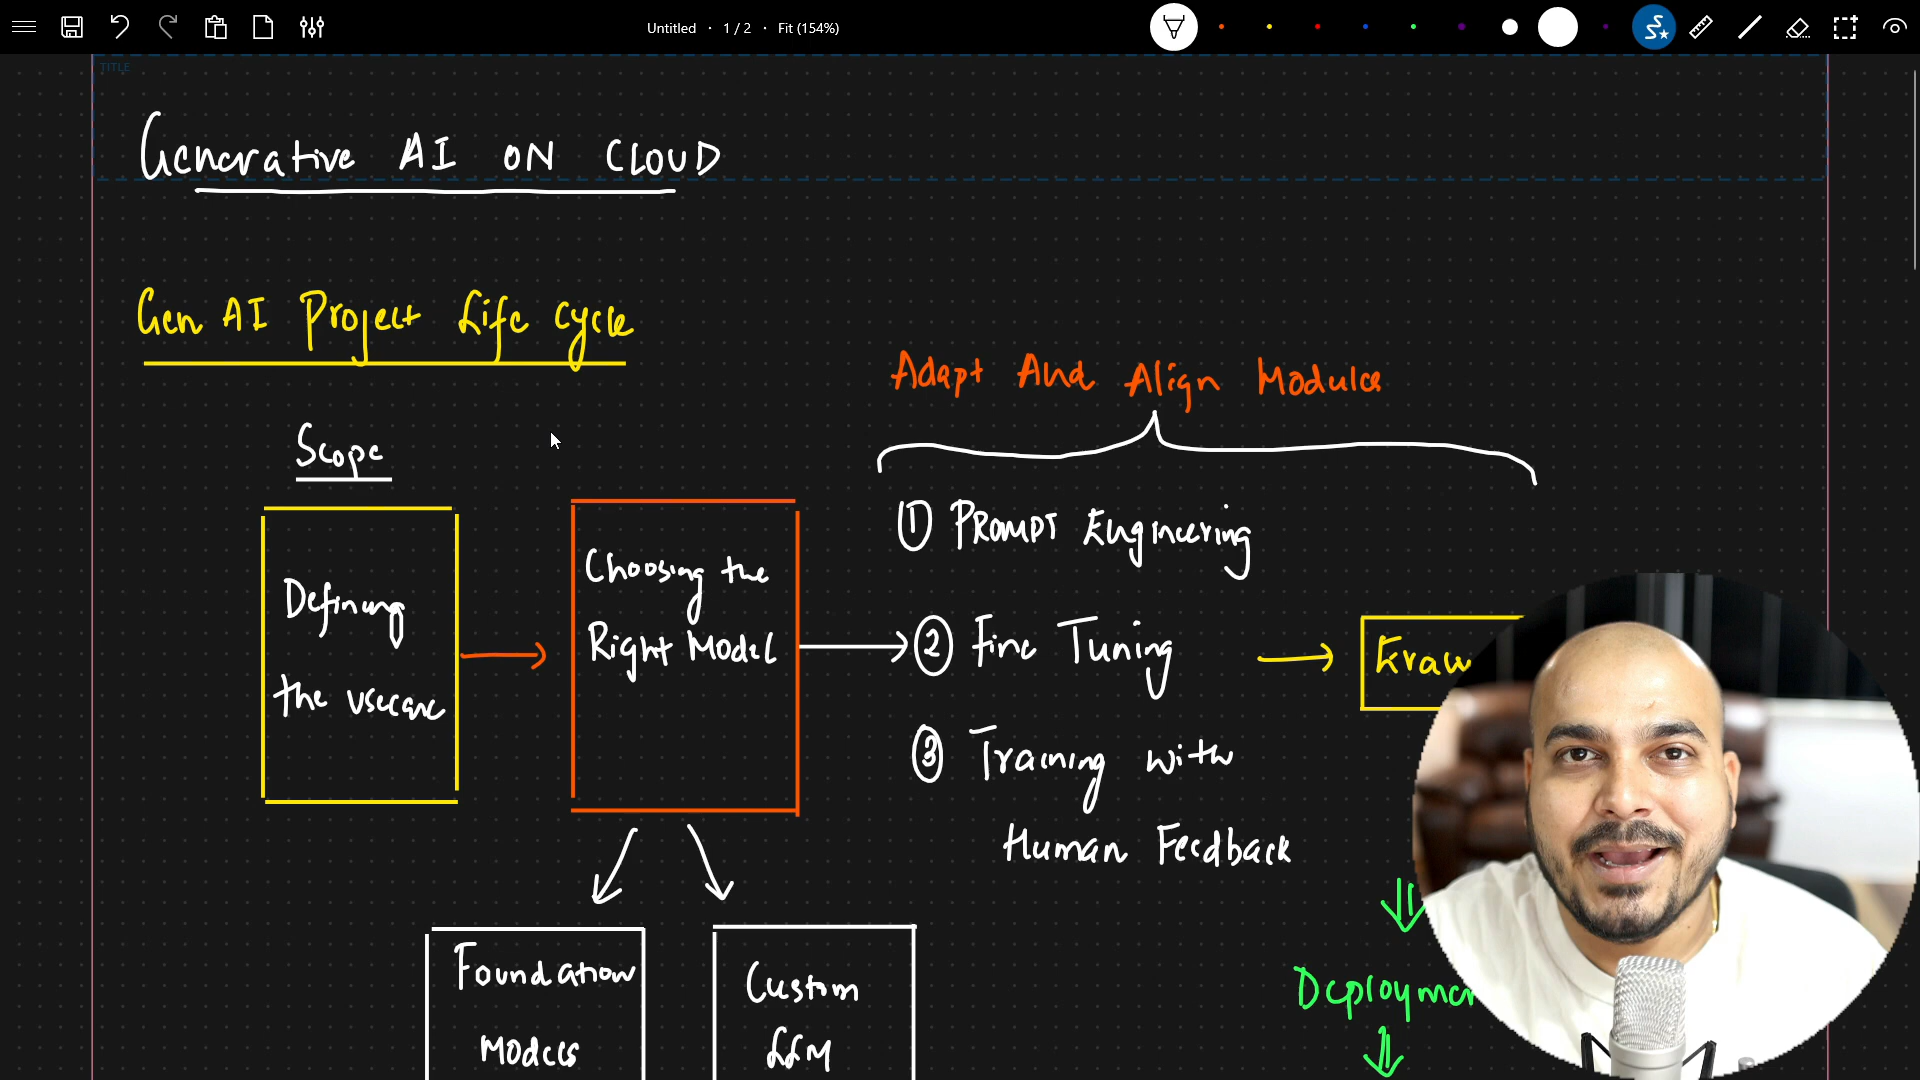 Untitled · 1 / 2 · Fit (154%)
TITLE
Generative AI ON CLOUD
Gen AI Project Life Cycle
Adapt And Align Modules
Scope
① PROMPT Engineering
Choosing the
Right Model
Defining
the usecase
② Fine Tuning
③ Training with
Human Feedback
Foundation
Models
Custom
LLM